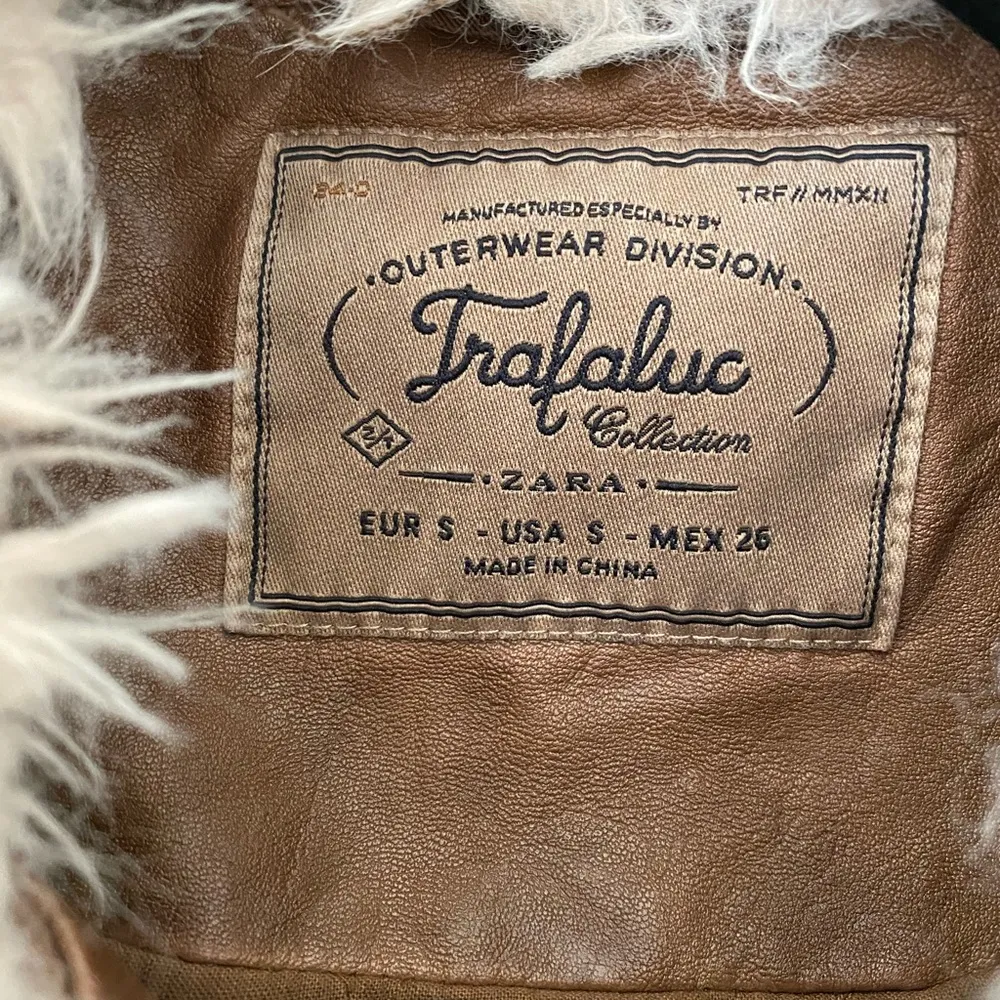 TRF // MMXII
MANUFACTURED ESPECIALLY BY
OUTERWEAR DIVISION
Trafaluc
Collection
· ZARA ·
EUR S - USA S - MEX 26
MADE IN CHINA